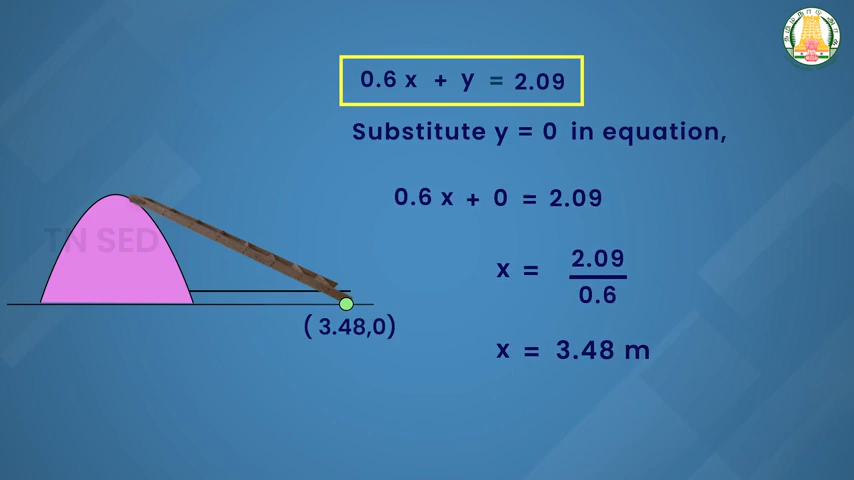 0.6 x + y = 2.09
Substitute y = 0 in equation,
0.6 x + 0 = 2.09
x = 2.09
0.6
x = 3.48 m
TN SED
( 3.48,0)